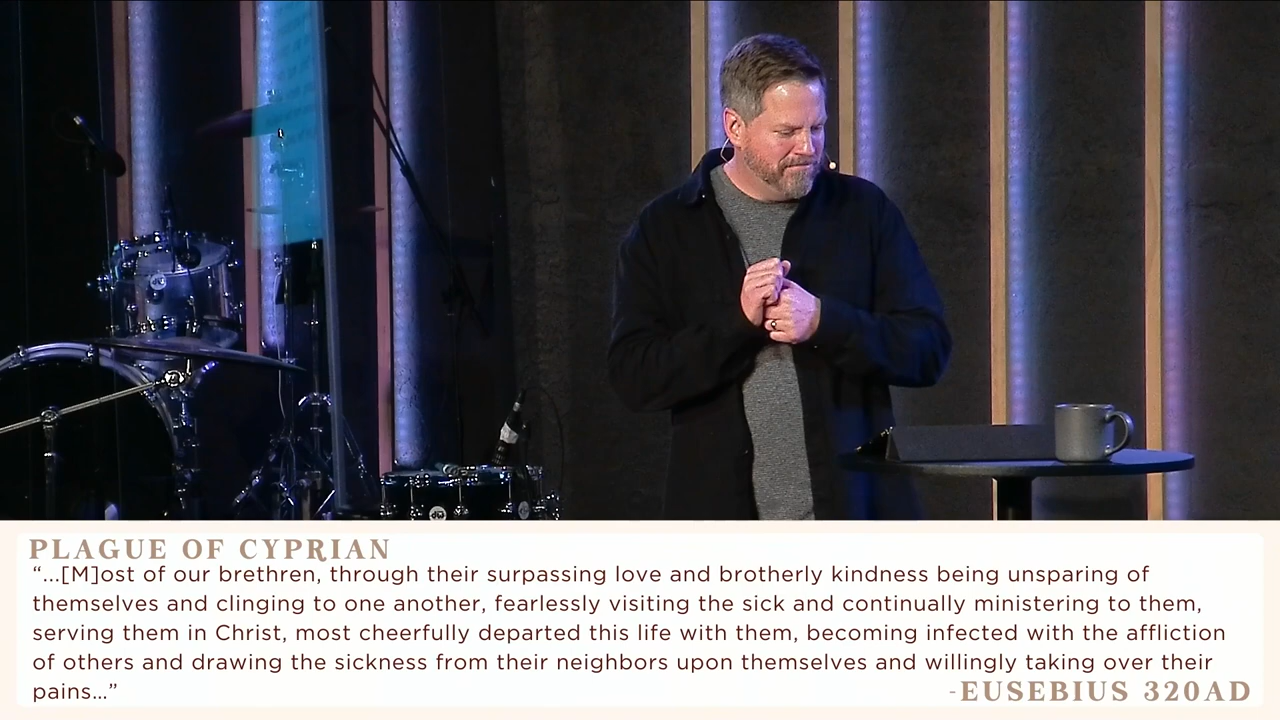 PLAGUE OF CYPRIAN
“...[M]ost of our brethren, through their surpassing love and brotherly kindness being unsparing of
themselves and clinging to one another, fearlessly visiting the sick and continually ministering to them,
serving them in Christ, most cheerfully departed this life with them, becoming infected with the affliction
of others and drawing the sickness from their neighbors upon themselves and willingly taking over their
pains...”
-EUSEBIUS 320AD